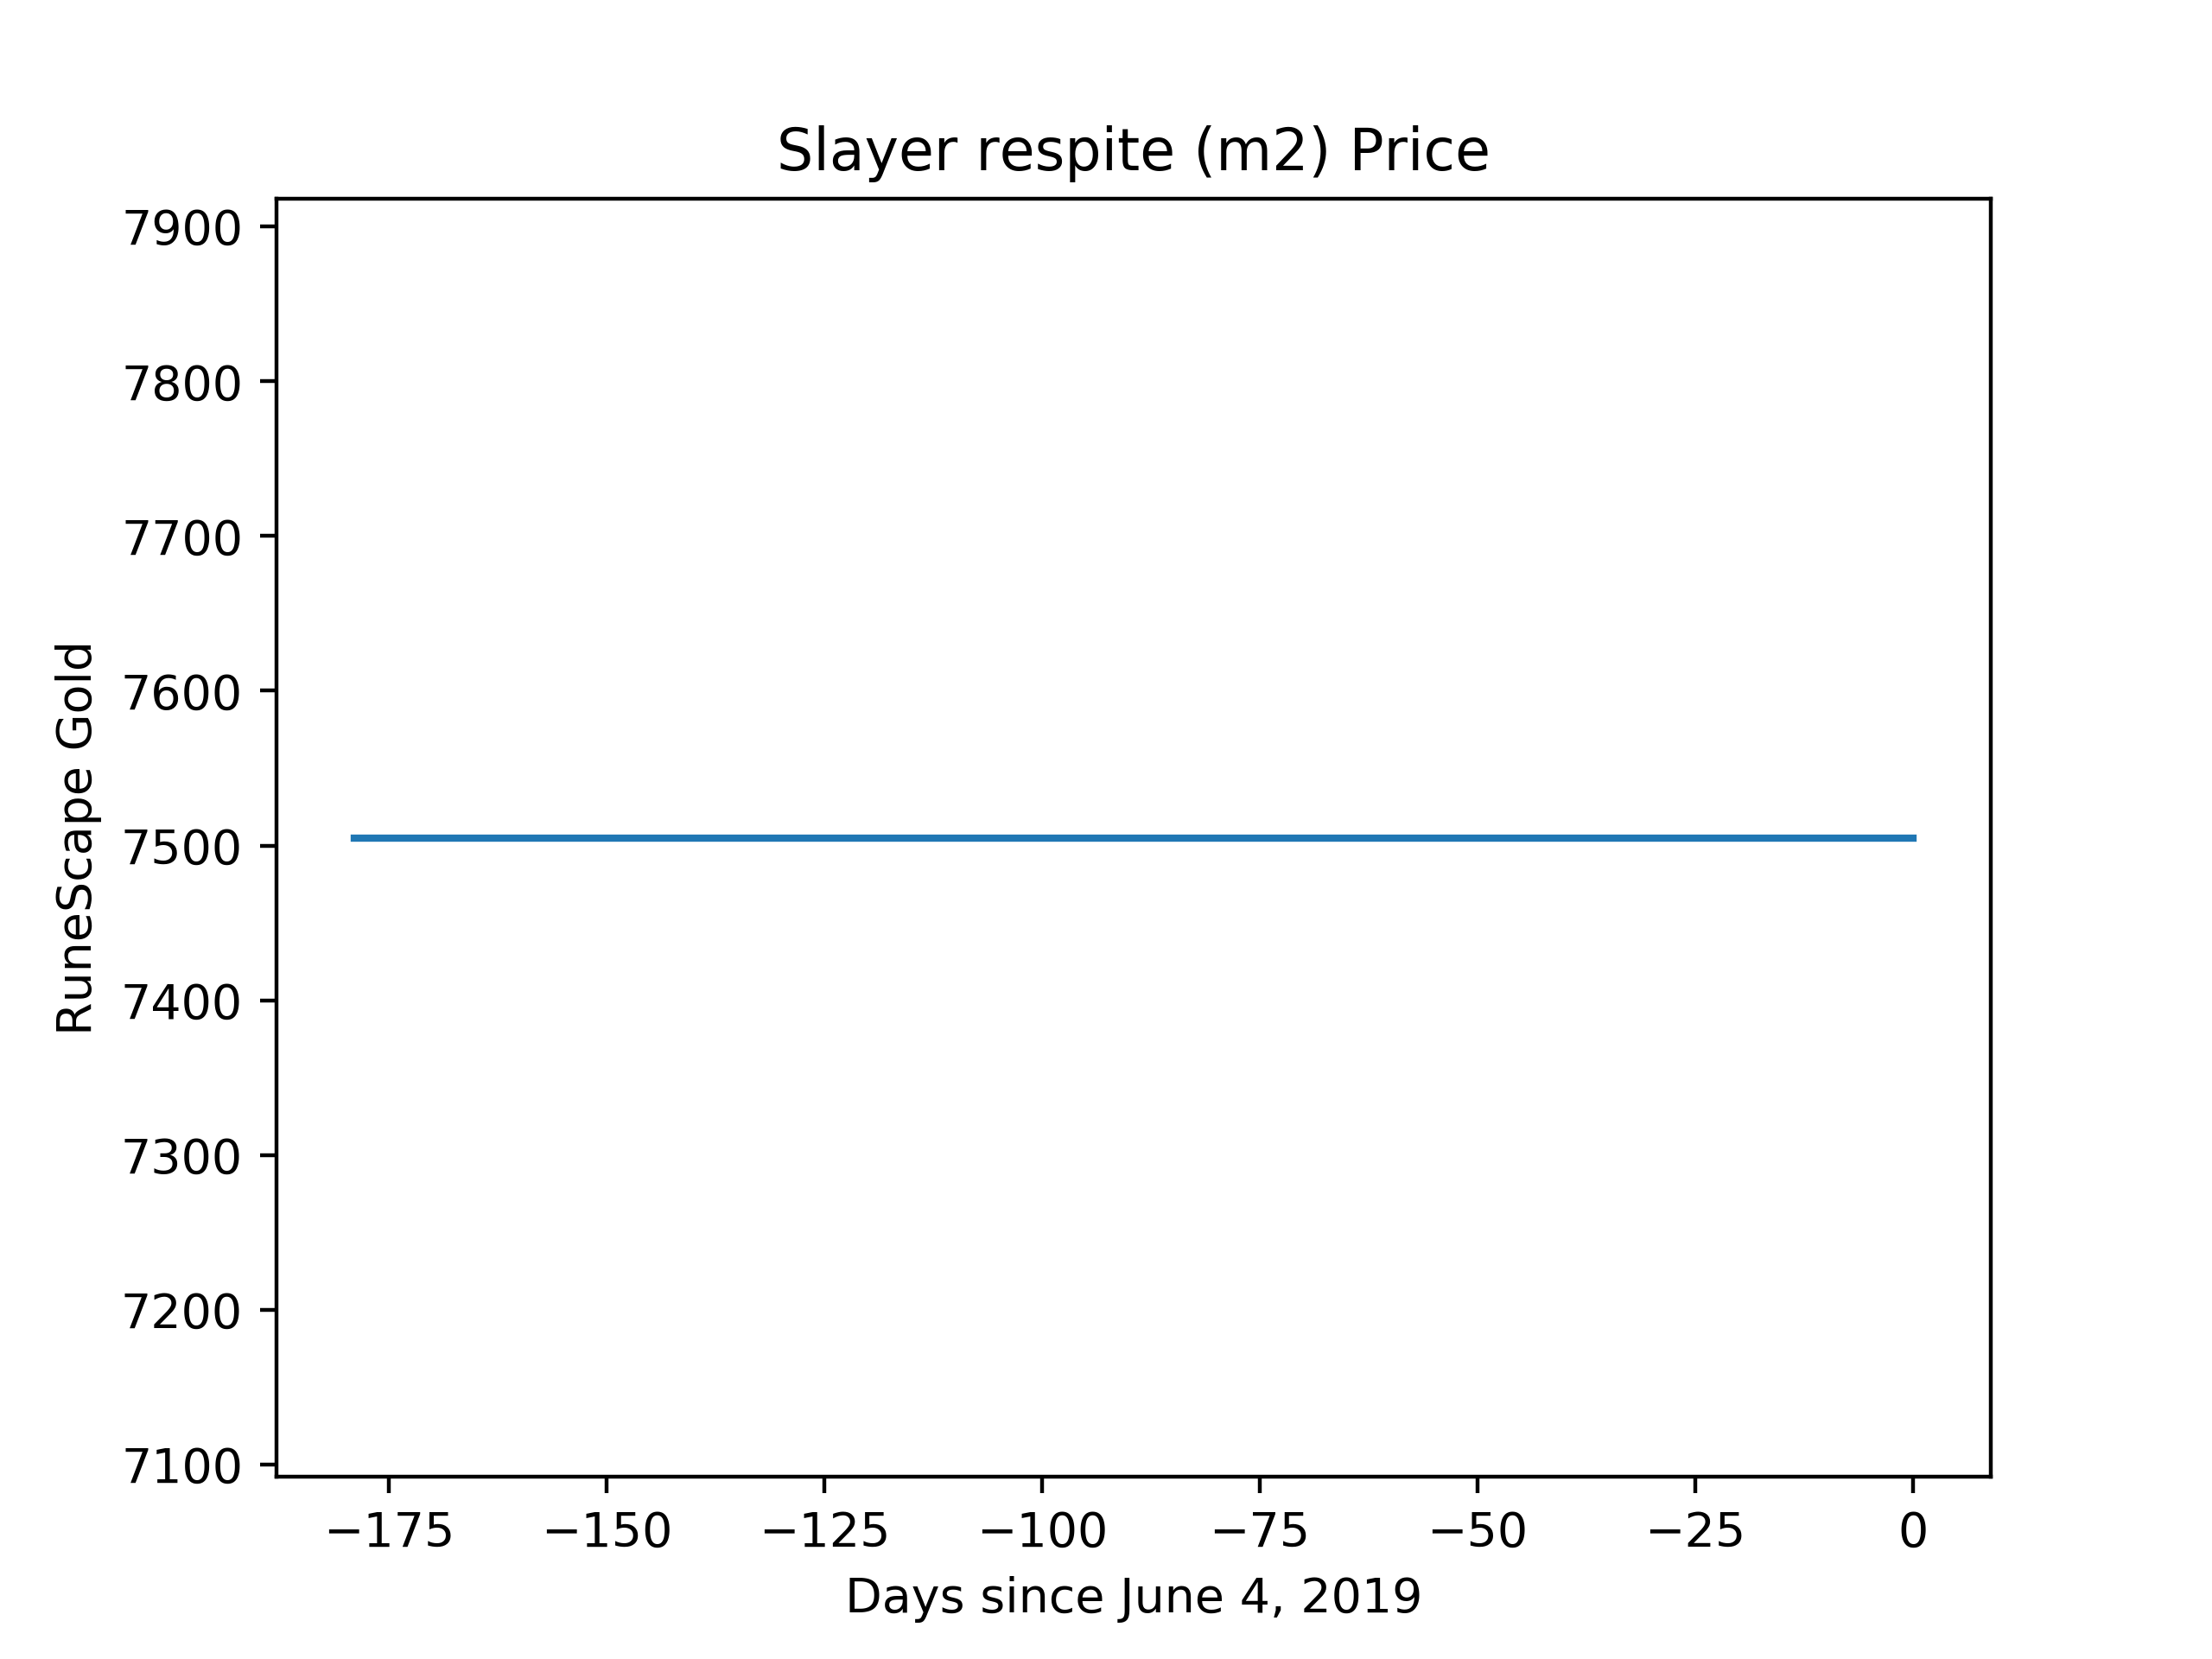 Slayer respite (m2) Price
7900
7800
7700
7600
7500
7400
7300
7200
7100
RuneScape Gold
−175 −150 −125 −100 −75 −50 −25 0
Days since June 4, 2019